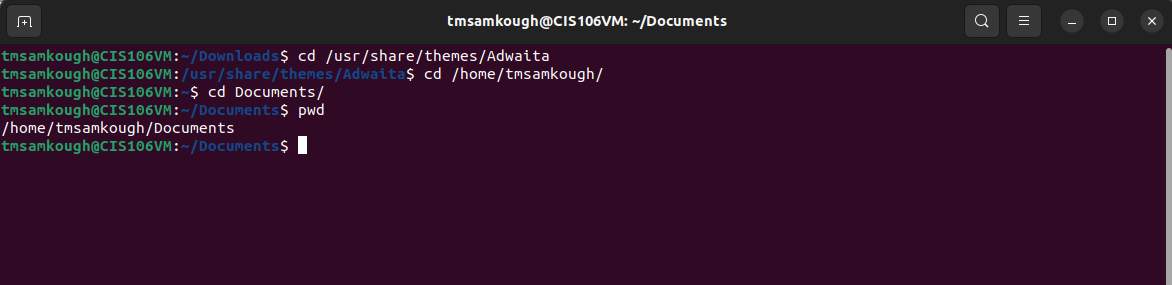 tmsamkough@CIS106VM: ~/Documents
tmsamkough@CIS106VM:~/Downloads$ cd /usr/share/themes/Adwaita
tmsamkough@CIS106VM:/usr/share/themes/Adwaita$ cd /home/tmsamkough/
tmsamkough@CIS106VM:~$ cd Documents/
tmsamkough@CIS106VM:~/Documents$ pwd
/home/tmsamkough/Documents
tmsamkough@CIS106VM:~/Documents$